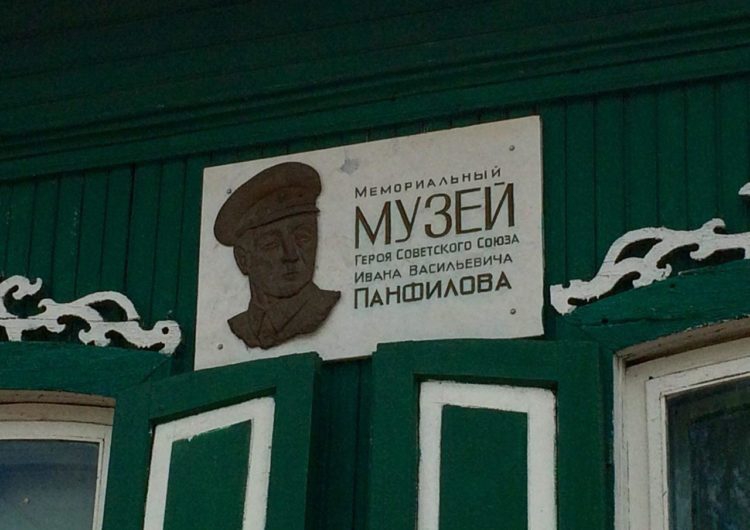 Мемориальный
МУЗЕЙ
Героя Советского Союза
Ивана Васильевича
Панфилова